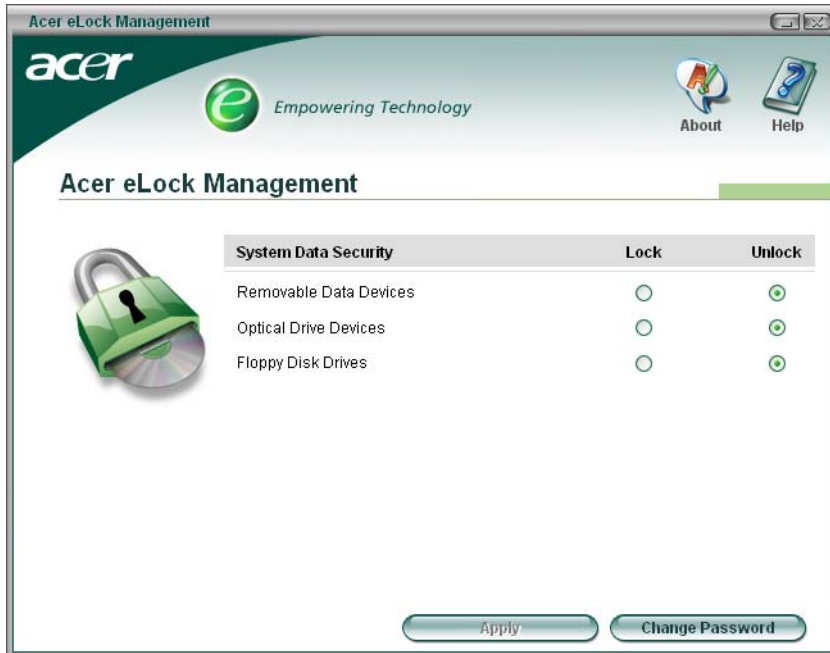 Acer eLock Management
acer
e Empowering Technology
About Help
Acer eLock Management
System Data Security Lock Unlock
Removable Data Devices
Optical Drive Devices
Floppy Disk Drives
Apply Change Password